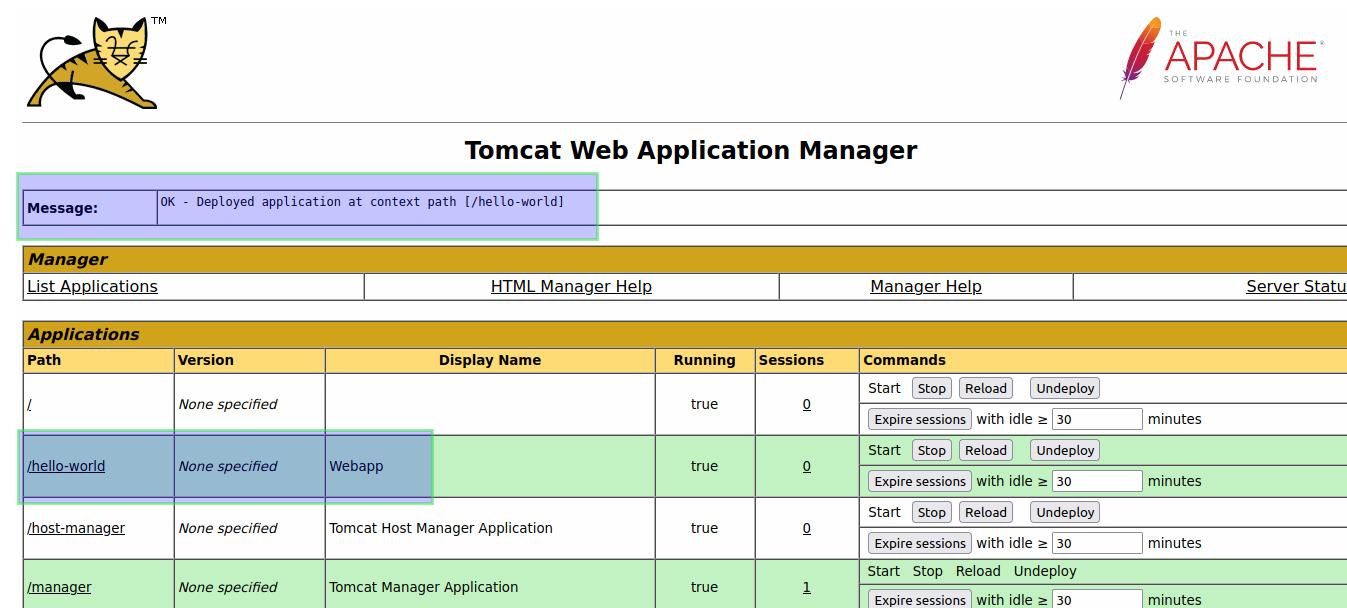 TM
THE
APACHE®
SOFTWARE FOUNDATION
Tomcat Web Application Manager
Message: OK - Deployed application at context path [/hello-world]
Manager
List Applications HTML Manager Help Manager Help Server Statu
Applications
Path Version Display Name Running Sessions Commands
/ None specified true 0 Start Stop Reload Undeploy
Expire sessions with idle ≥ 30 minutes
/hello-world None specified Webapp true 0 Start Stop Reload Undeploy
Expire sessions with idle ≥ 30 minutes
/host-manager None specified Tomcat Host Manager Application true 0 Start Stop Reload Undeploy
Expire sessions with idle ≥ 30 minutes
/manager None specified Tomcat Manager Application true 1 Start Stop Reload Undeploy
Expire sessions with idle ≥ 30 minutes